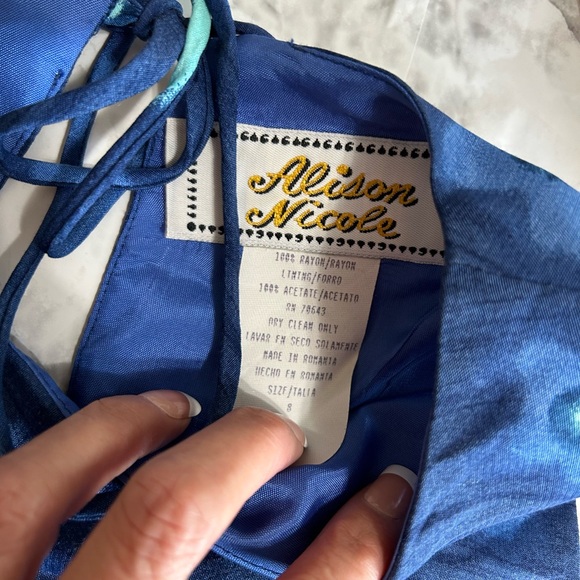 Alison
Nicole
100% RAYON/RAYON
LINING/FORRO
100% ACETATE/ACETATO
RN 70643
DRY CLEAN ONLY
LAVAR EN SECO SOLAMENTE
MADE IN ROMANIA
HECHO EN ROMANIA
SIZE/TALLA
8